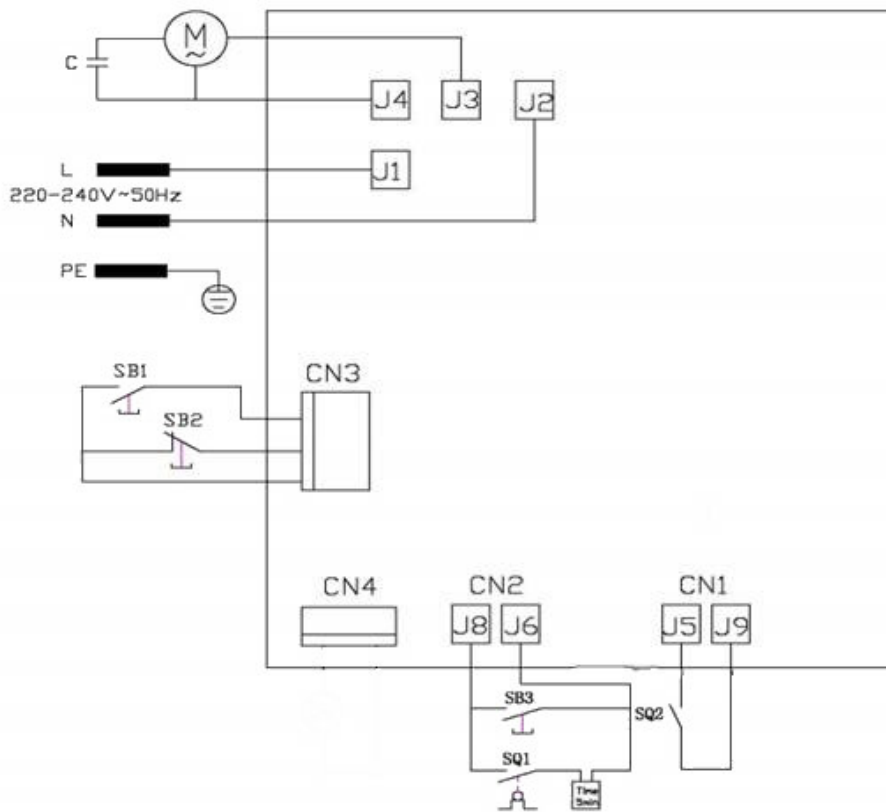 M
~
C
J4 J3 J2
L
J1
220-240V~50Hz
N
PE
SB1
CN3
SB2
CN4 CN2 CN1
J8 J6 J5 J9
SB3
SQ2
SQ1
Time
5min